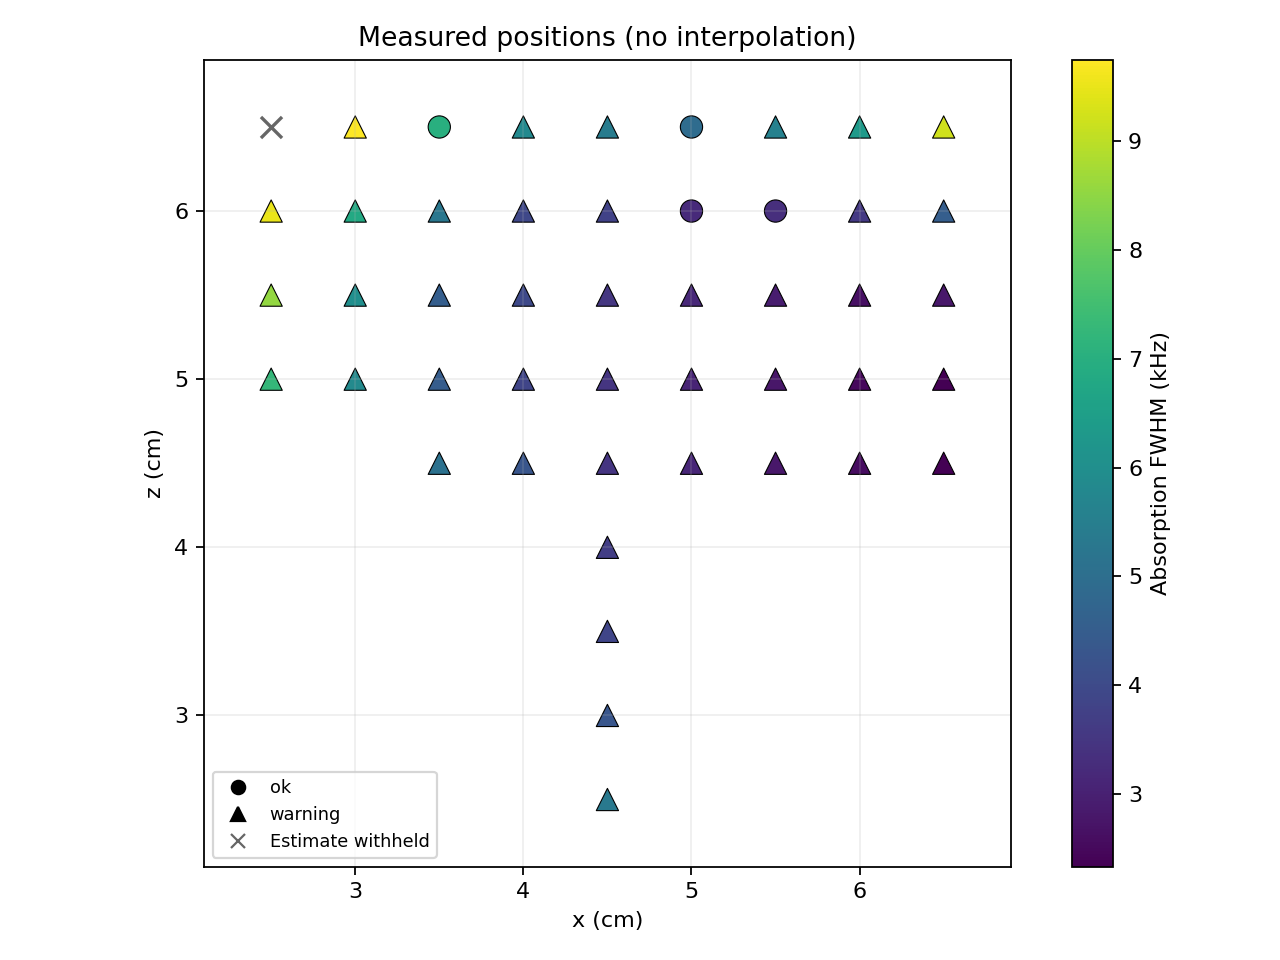 Measured positions (no interpolation)
6
5
4
3
z (cm)
3
4
5
6
x (cm)
ok
warning
Estimate withheld
9
8
7
6
5
4
3
Absorption FWHM (kHz)